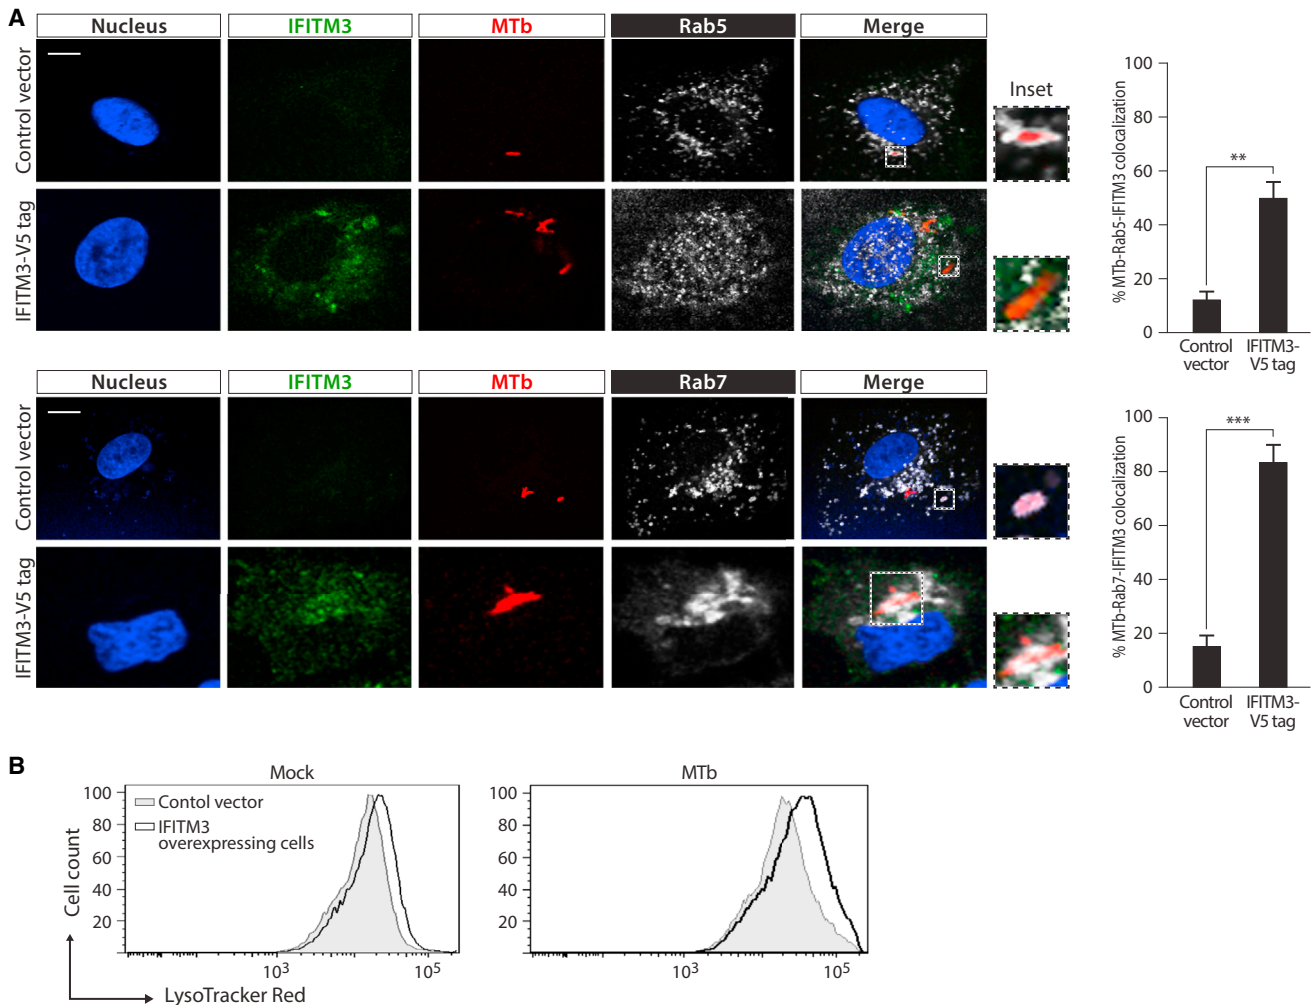 A
Nucleus IFITM3 MTb Rab5 Merge
Control vector
IFITM3-V5 tag
Inset
100
80
60
40
20
0
% MTb-Rab5-IFITM3 colocalization
**
Control vector
IFITM3-V5 tag
Nucleus IFITM3 MTb Rab7 Merge
Control vector
IFITM3-V5 tag
100
80
60
40
20
0
% MTb-Rab7-IFITM3 colocalization
***
Control vector
IFITM3-V5 tag
B
Mock
100
80
60
40
20
Cell count
Contol vector
IFITM3
overexpressing cells
10³ 10⁵
LysoTracker Red
MTb
100
80
60
40
20
10³ 10⁵